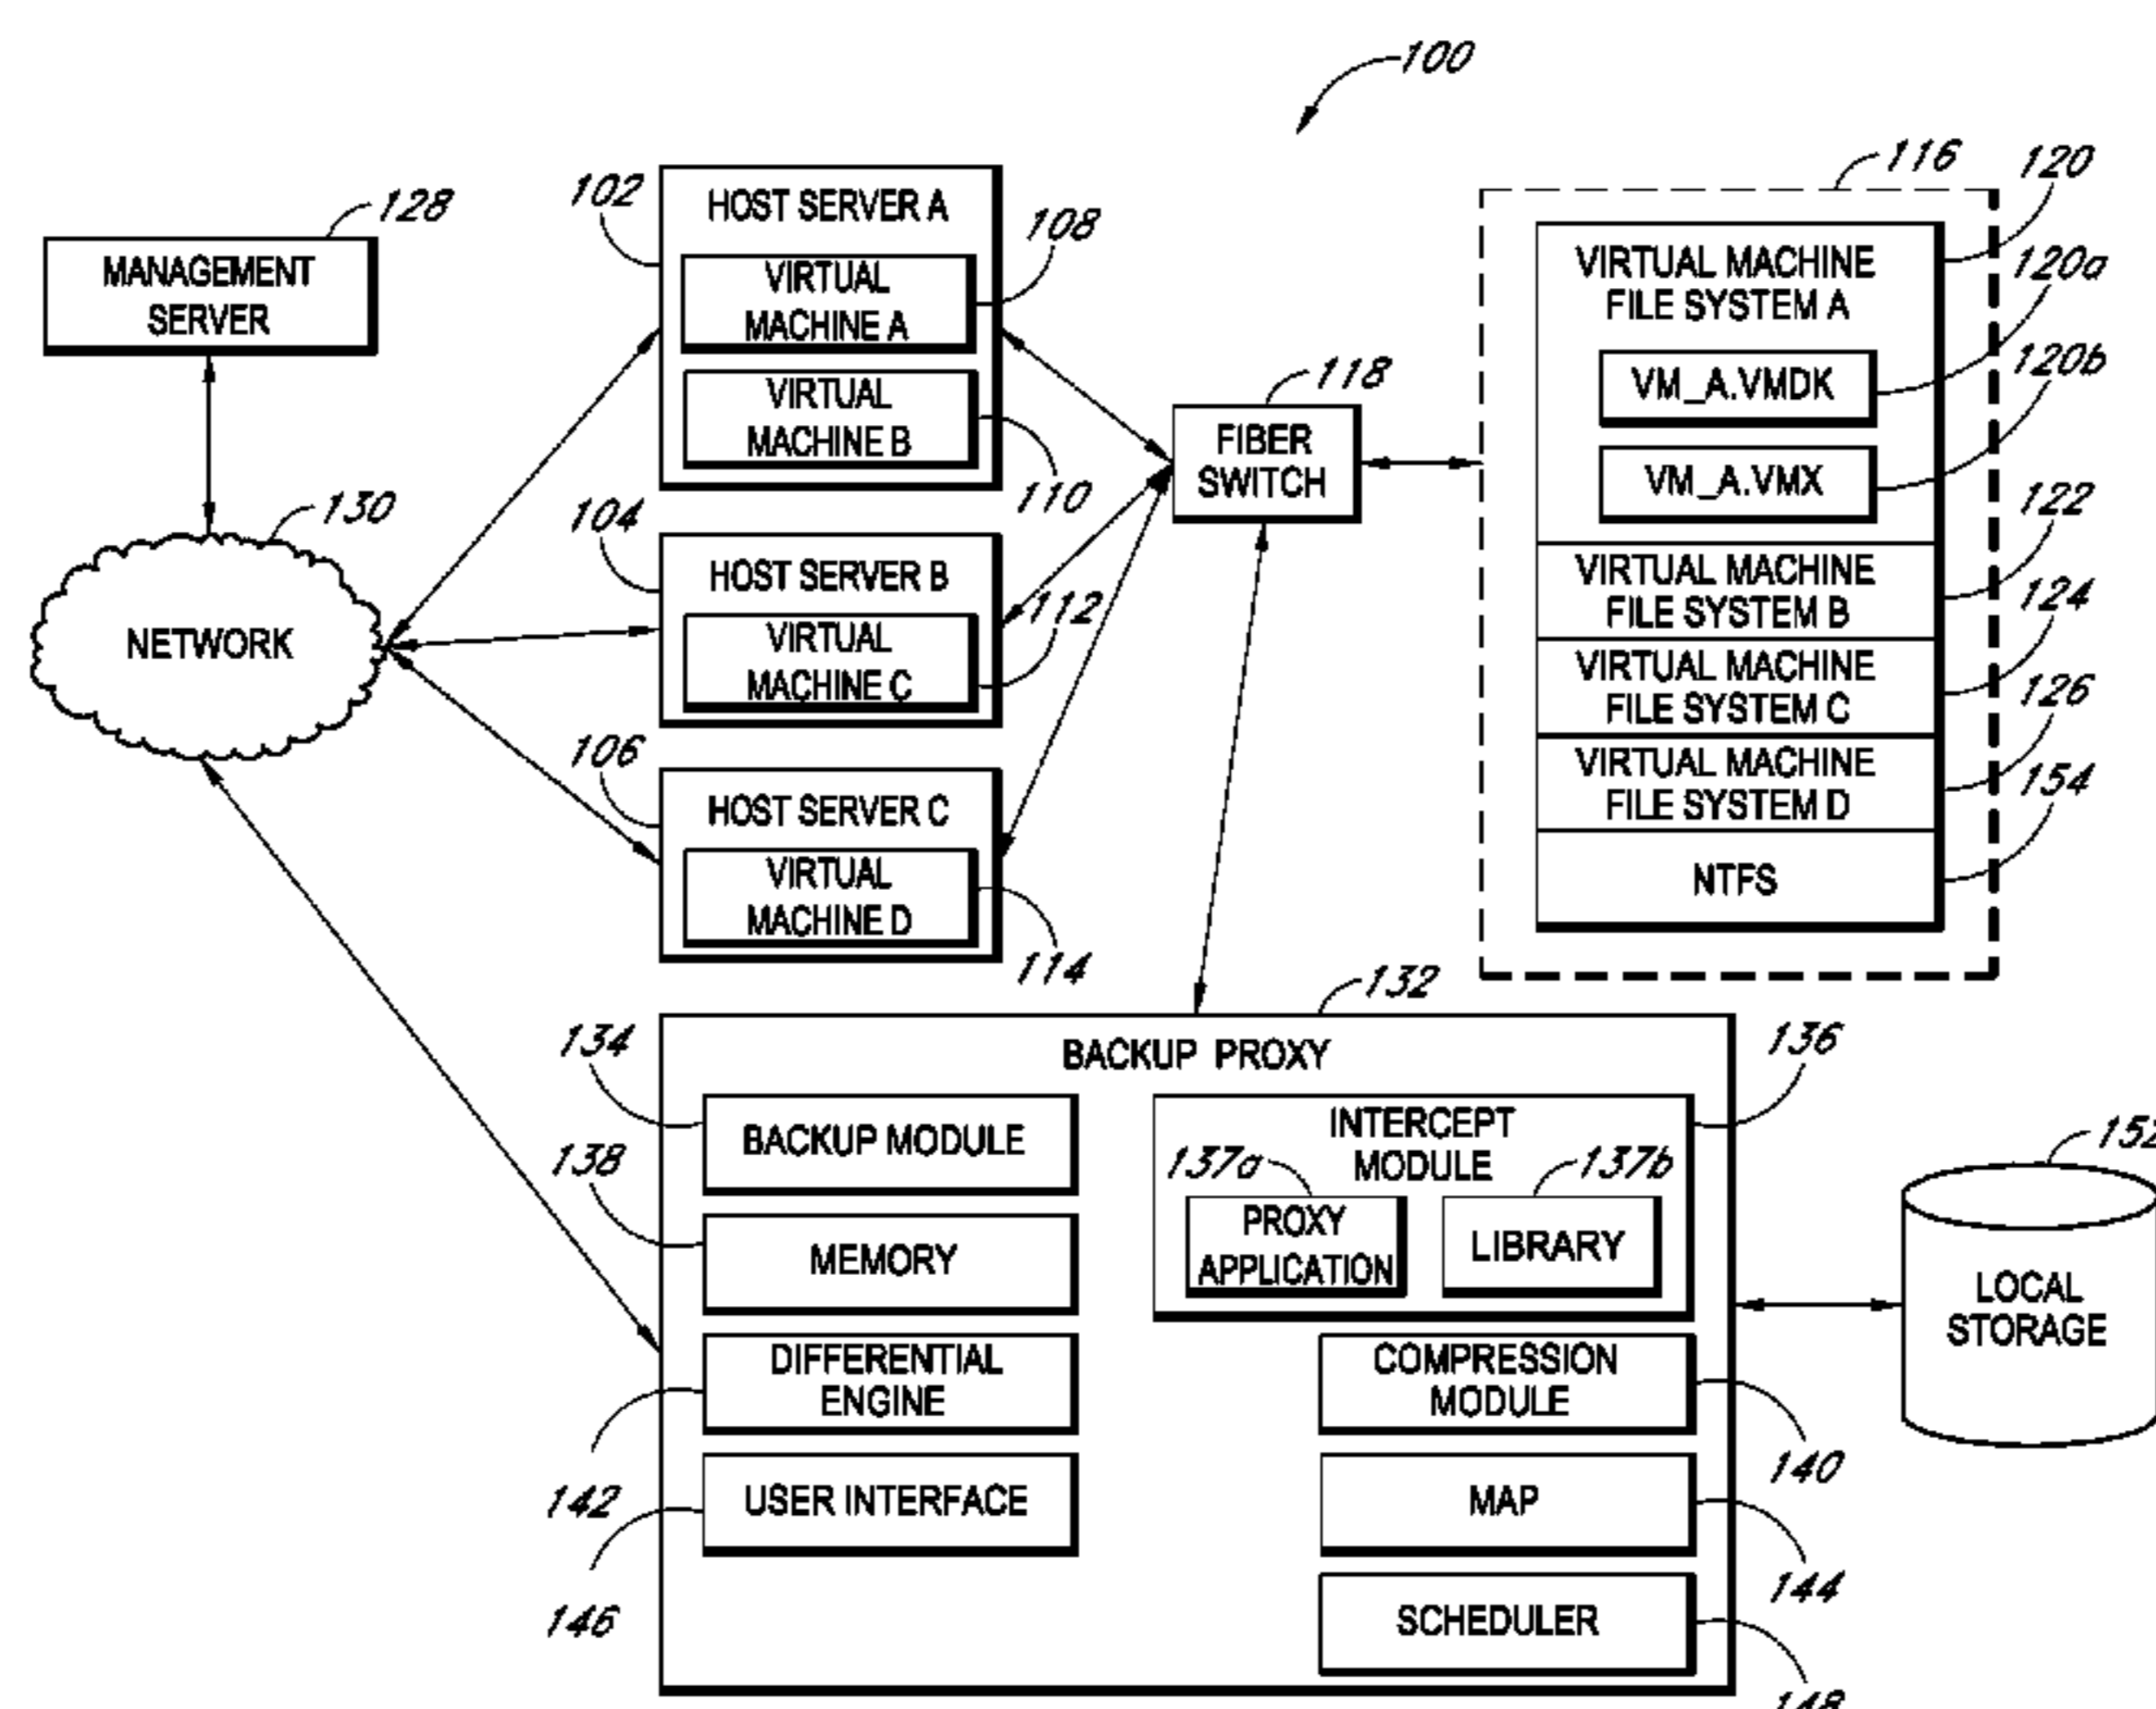 100
116
120
102
HOST SERVER A
108
128
MANAGEMENT
SERVER
VIRTUAL
MACHINE A
VIRTUAL MACHINE
FILE SYSTEM A
120a
118
120b
VM_A.VMDK
VIRTUAL
MACHINE B
FIBER
SWITCH
VM_A.VMX
110
122
130
104
HOST SERVER B
VIRTUAL MACHINE
FILE SYSTEM B
124
112
NETWORK
VIRTUAL
MACHINE C
VIRTUAL MACHINE
FILE SYSTEM C
126
106
HOST SERVER C
VIRTUAL MACHINE
FILE SYSTEM D
154
VIRTUAL
MACHINE D
NTFS
114
132
134
BACKUP PROXY
136
BACKUP MODULE
INTERCEPT
MODULE
138
137a
137b
152
MEMORY
PROXY
APPLICATION
LIBRARY
LOCAL
STORAGE
DIFFERENTIAL
ENGINE
COMPRESSION
MODULE
142
140
USER INTERFACE
MAP
146
144
SCHEDULER
148